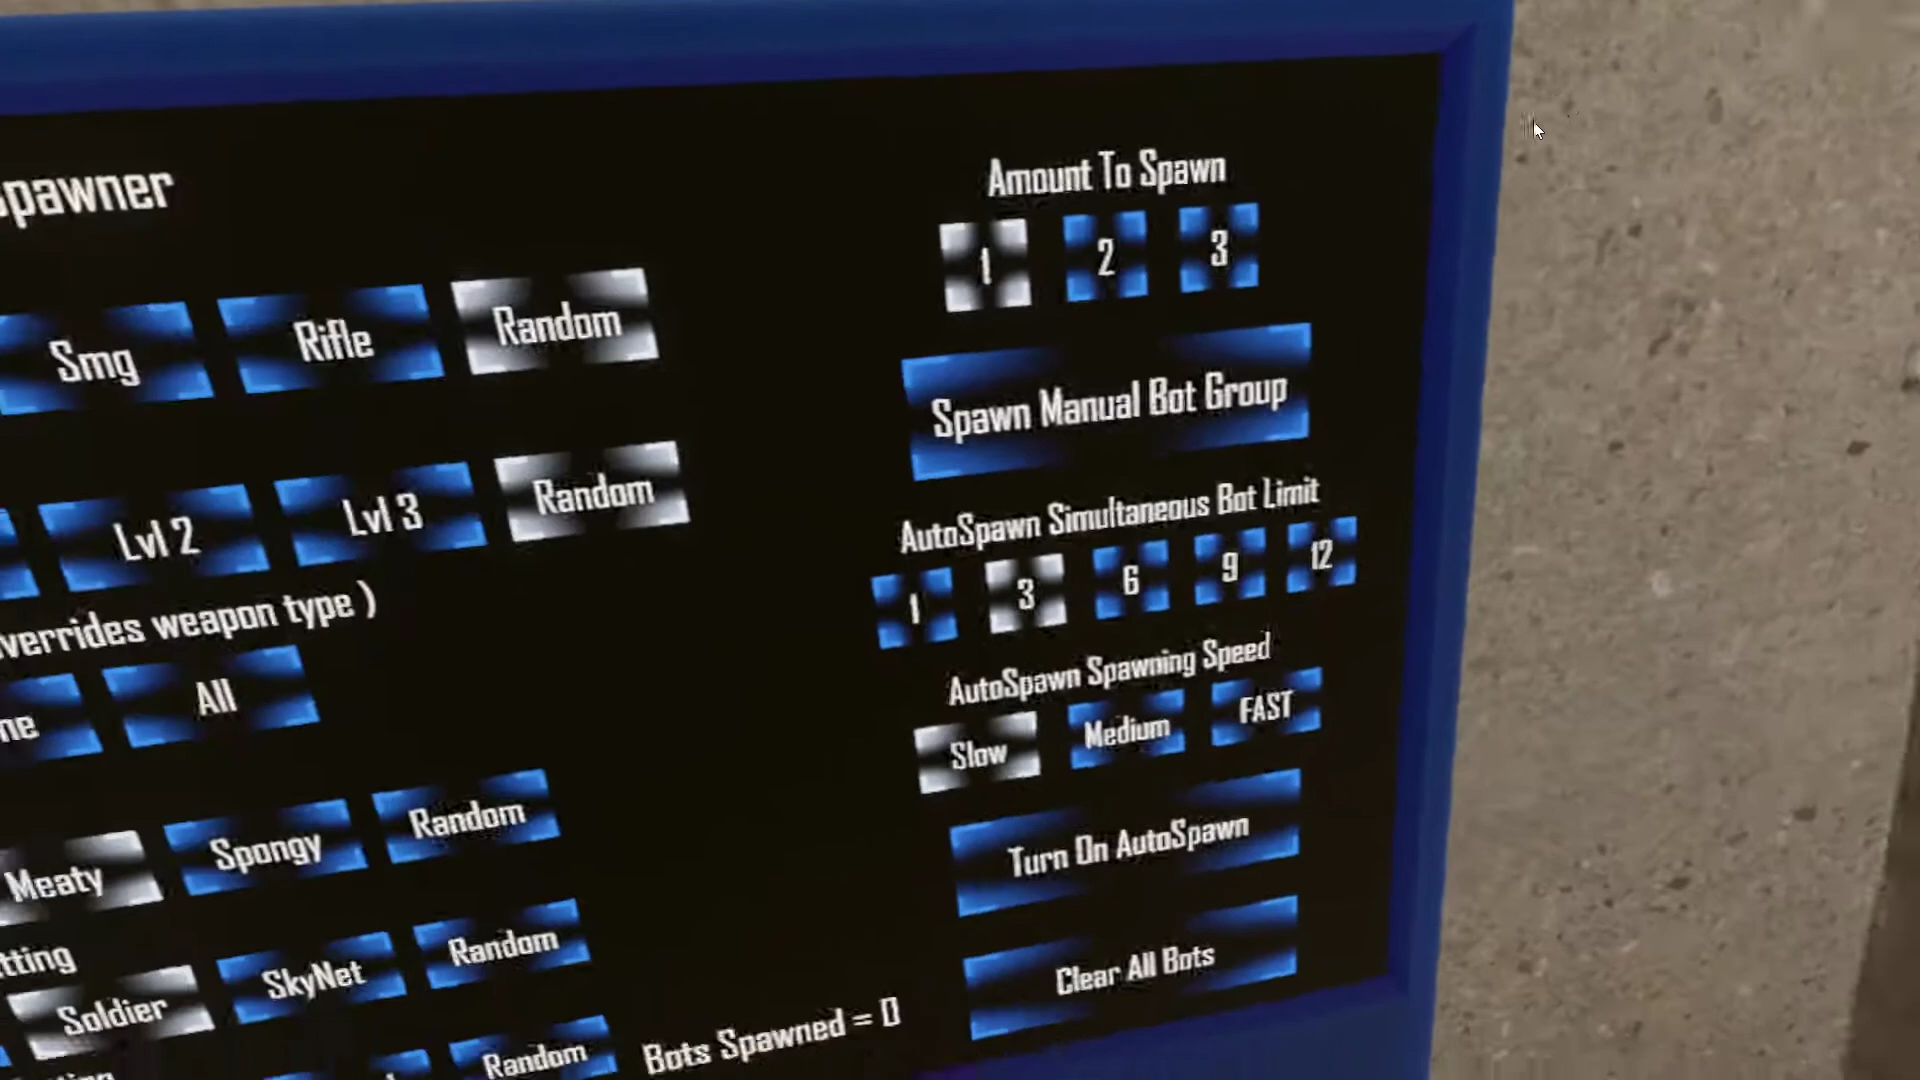 pawner
Smg Rifle Random
Lvl 2 Lvl 3 Random
verrides weapon type )
ne All
Meaty Spongy Random
tting
Soldier SkyNet Random
Random
Bots Spawned = 0
Amount To Spawn
1 2 3
Spawn Manual Bot Group
AutoSpawn Simultaneous Bot Limit
1 3 6 9 12
AutoSpawn Spawning Speed
Slow Medium FAST
Turn On AutoSpawn
Clear All Bots